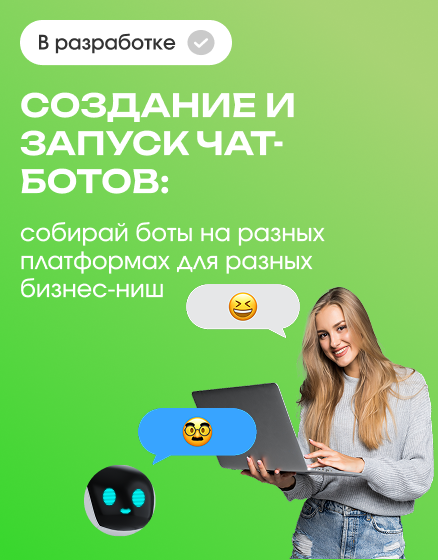 В разработке
СОЗДАНИЕ И
ЗАПУСК ЧАТ-
БОТОВ:
собирай боты на разных
платформах для разных
бизнес-ниш